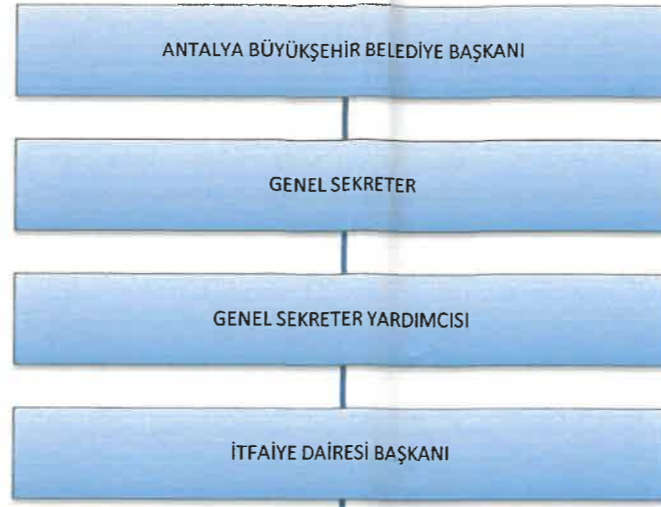 ANTALYA BÜYÜKŞEHİR BELEDİYE BAŞKANI
GENEL SEKRETER
GENEL SEKRETER YARDIMCISI
İTFAİYE DAİRESİ BAŞKANI